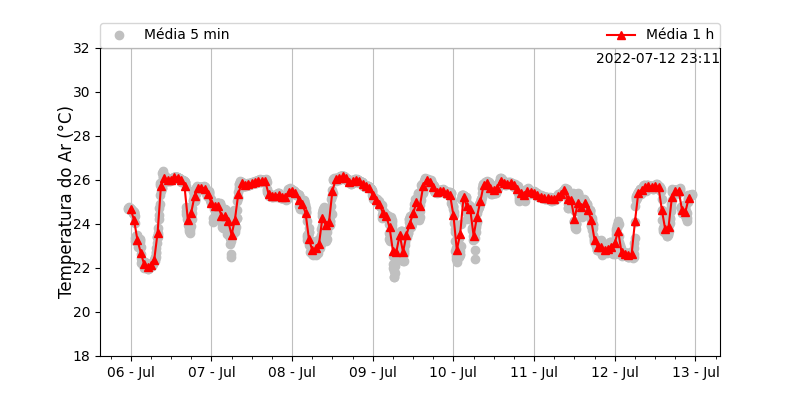 Média 5 min
Média 1 h
2022-07-12 23:11
Temperatura do Ar (°C)
32
30
28
26
24
22
20
18
06 - Jul
07 - Jul
08 - Jul
09 - Jul
10 - Jul
11 - Jul
12 - Jul
13 - Jul